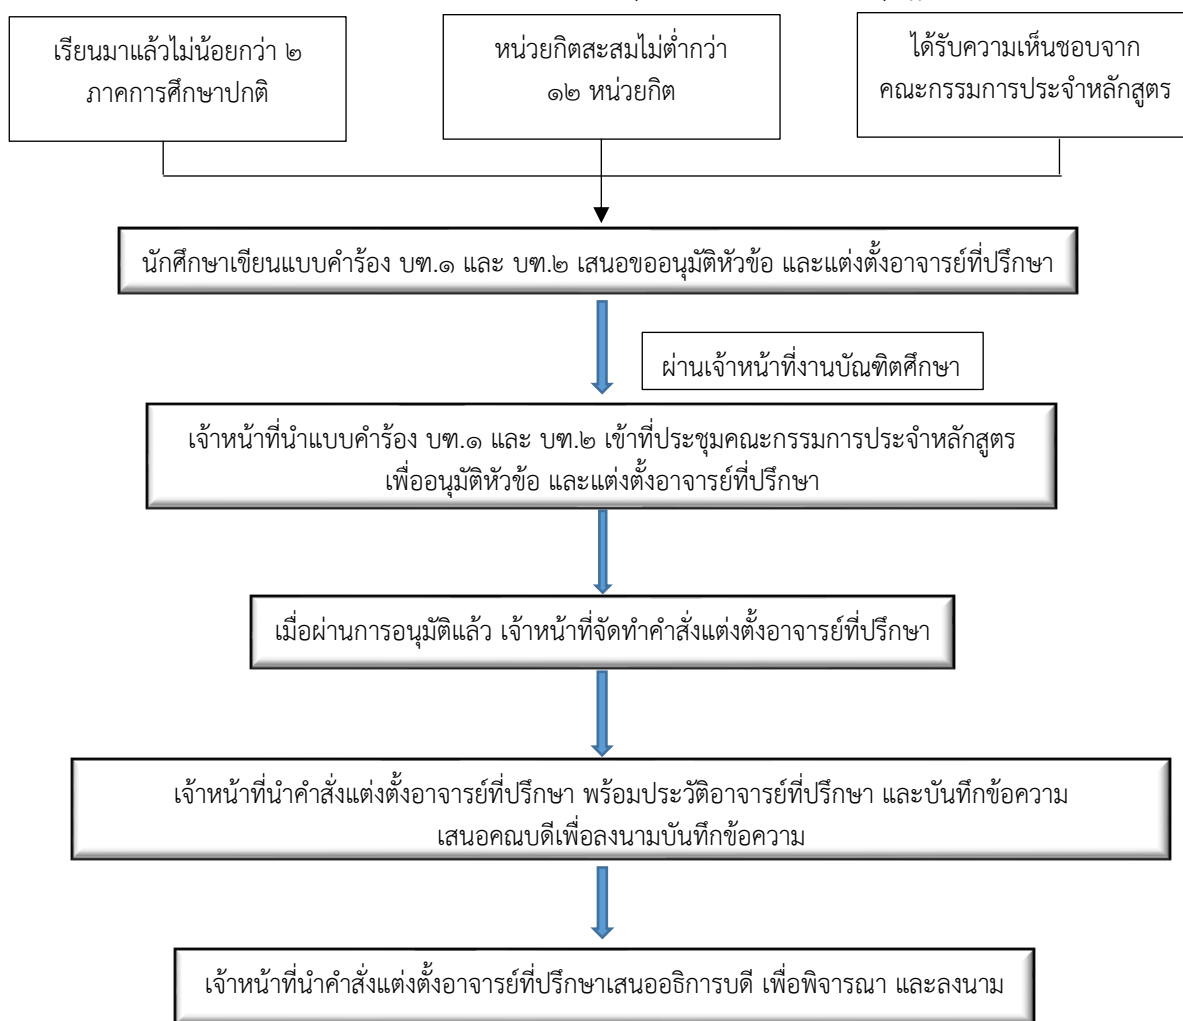 เรียนมาแล้วไม่น้อยกว่า ๒
ภาคการศึกษาปกติ
หน่วยกิตสะสมไม่ต่ำกว่า
๑๒ หน่วยกิต
ได้รับความเห็นชอบจาก
คณะกรรมการประจำหลักสูตร
นักศึกษาเขียนแบบคำร้อง บฑ.๑ และ บฑ.๒ เสนอขออนุมัติหัวข้อ และแต่งตั้งอาจารย์ที่ปรึกษา
ผ่านเจ้าหน้าที่งานบัณฑิตศึกษา
เจ้าหน้าที่นำแบบคำร้อง บฑ.๑ และ บฑ.๒ เข้าที่ประชุมคณะกรรมการประจำหลักสูตร
เพื่ออนุมัติหัวข้อ และแต่งตั้งอาจารย์ที่ปรึกษา
เมื่อผ่านการอนุมัติแล้ว เจ้าหน้าที่จัดทำคำสั่งแต่งตั้งอาจารย์ที่ปรึกษา
เจ้าหน้าที่นำคำสั่งแต่งตั้งอาจารย์ที่ปรึกษา พร้อมประวัติอาจารย์ที่ปรึกษา และบันทึกข้อความ
เสนอคณบดีเพื่อลงนามบันทึกข้อความ
เจ้าหน้าที่นำคำสั่งแต่งตั้งอาจารย์ที่ปรึกษาเสนออธิการบดี เพื่อพิจารณา และลงนาม